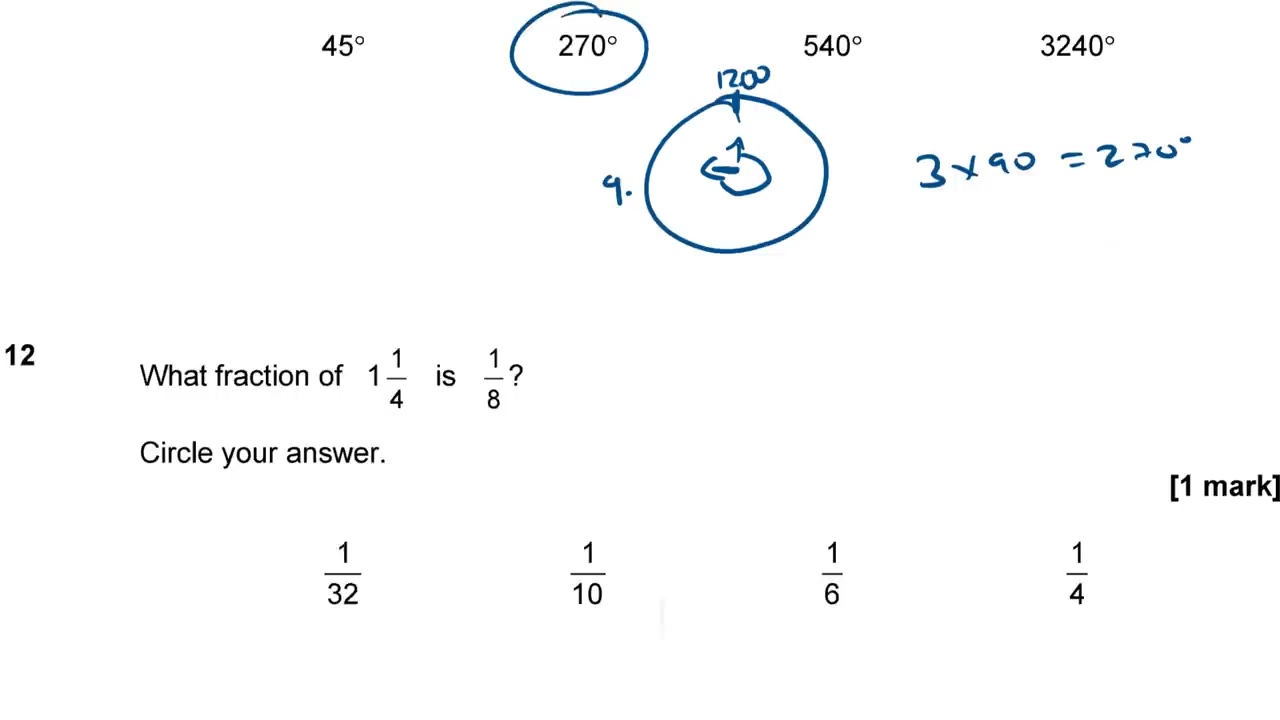 45° 270° 540° 3240°
1200
9.
3 x 90 = 270°
12 What fraction of 1 1/4 is 1/8?
Circle your answer.
[1 mark]
1/32 1/10 1/6 1/4